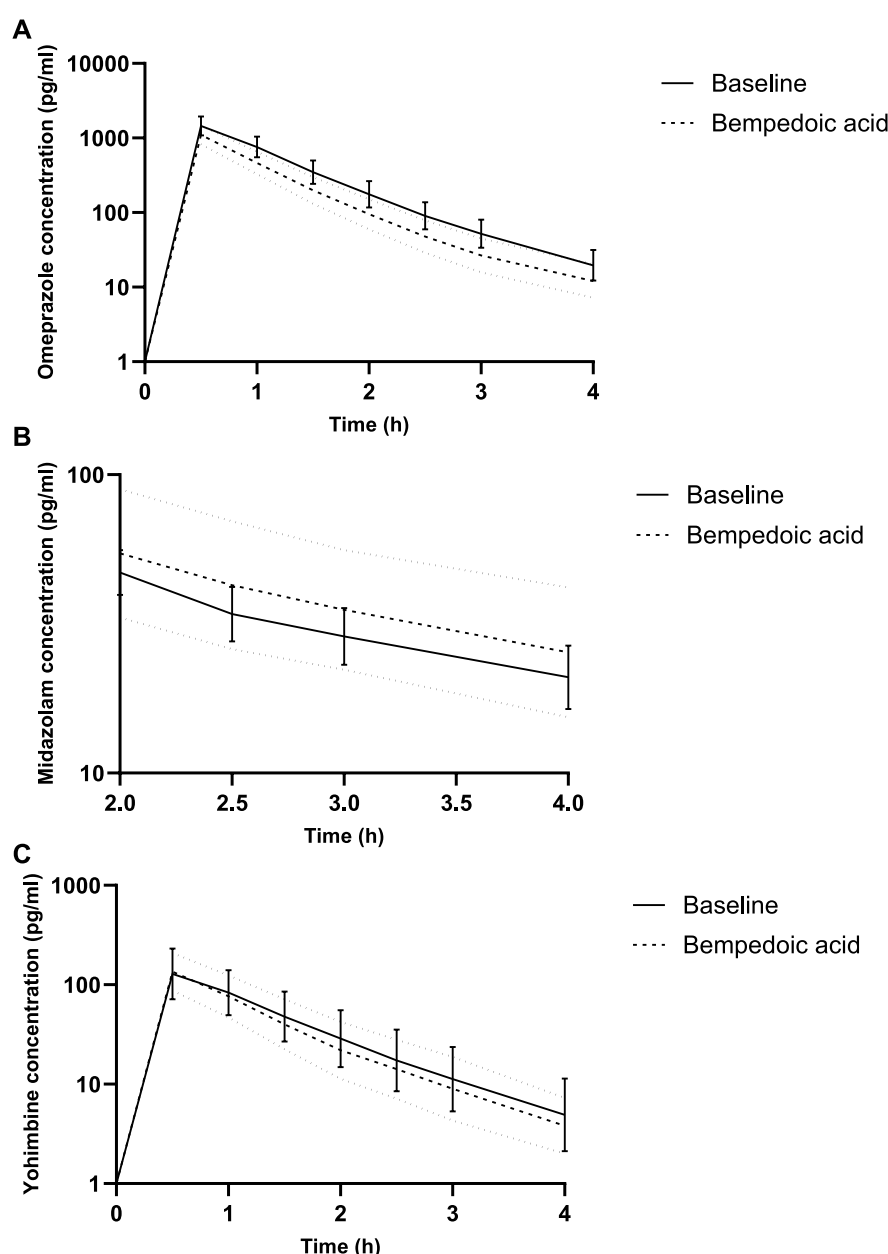 A
Omeprazole concentration (pg/ml)
10000
1000
100
10
1
0 1 2 3 4
Time (h)
Baseline
Bempedoic acid
B
Midazolam concentration (pg/ml)
100
10
2.0 2.5 3.0 3.5 4.0
Time (h)
Baseline
Bempedoic acid
C
Yohimbine concentration (pg/ml)
1000
100
10
1
0 1 2 3 4
Time (h)
Baseline
Bempedoic acid